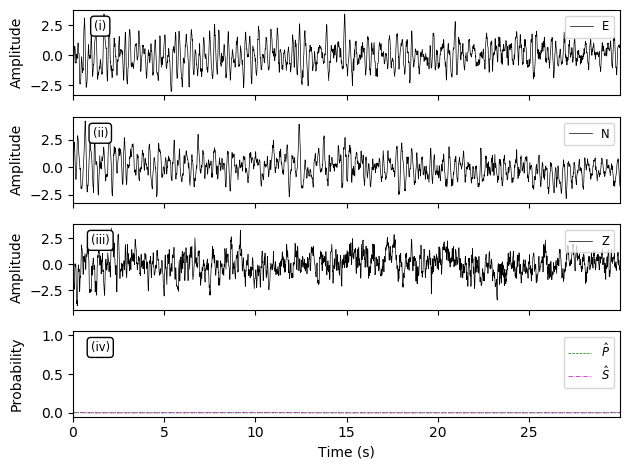 (i)
E
Amplitude
2.5
0.0
−2.5
(ii)
N
Amplitude
2.5
0.0
−2.5
(iii)
Z
Amplitude
2.5
0.0
−2.5
(iv)
P̂
Ŝ
Probability
1.0
0.5
0.0
0 5 10 15 20 25
Time (s)